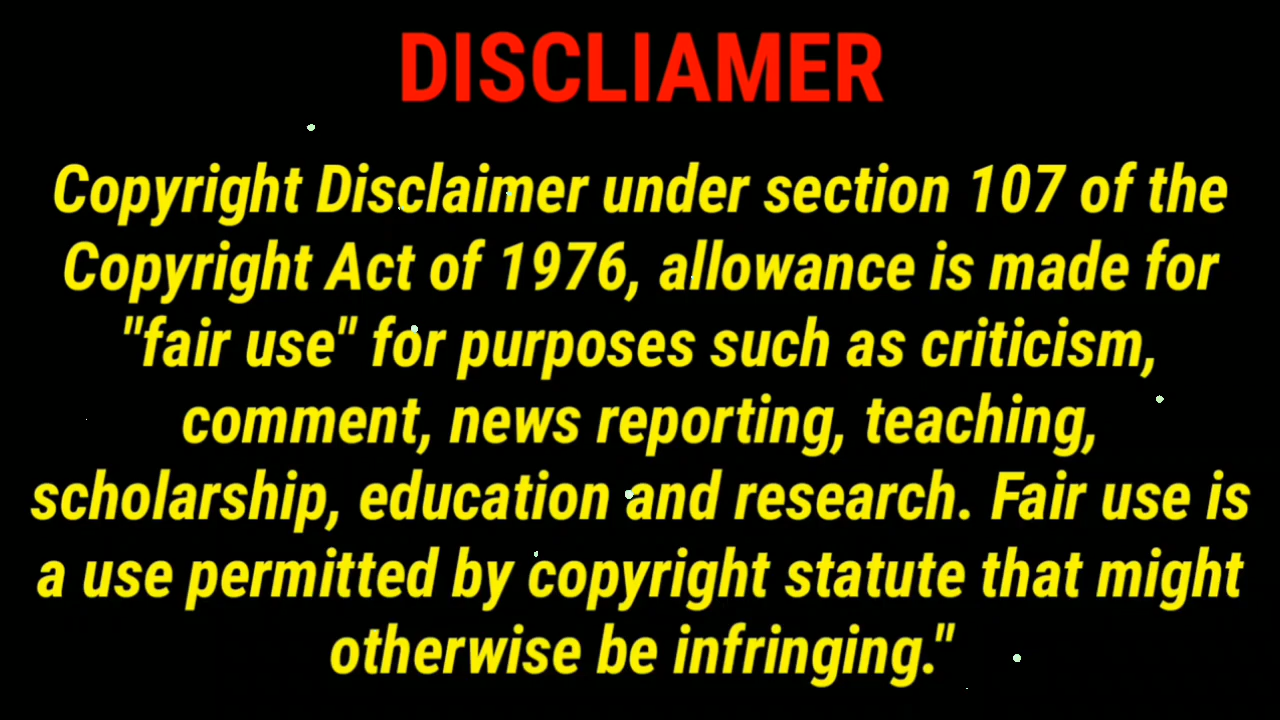 DISCLIAMER
Copyright Disclaimer under section 107 of the
Copyright Act of 1976, allowance is made for
"fair use" for purposes such as criticism,
comment, news reporting, teaching,
scholarship, education and research. Fair use is
a use permitted by copyright statute that might
otherwise be infringing."